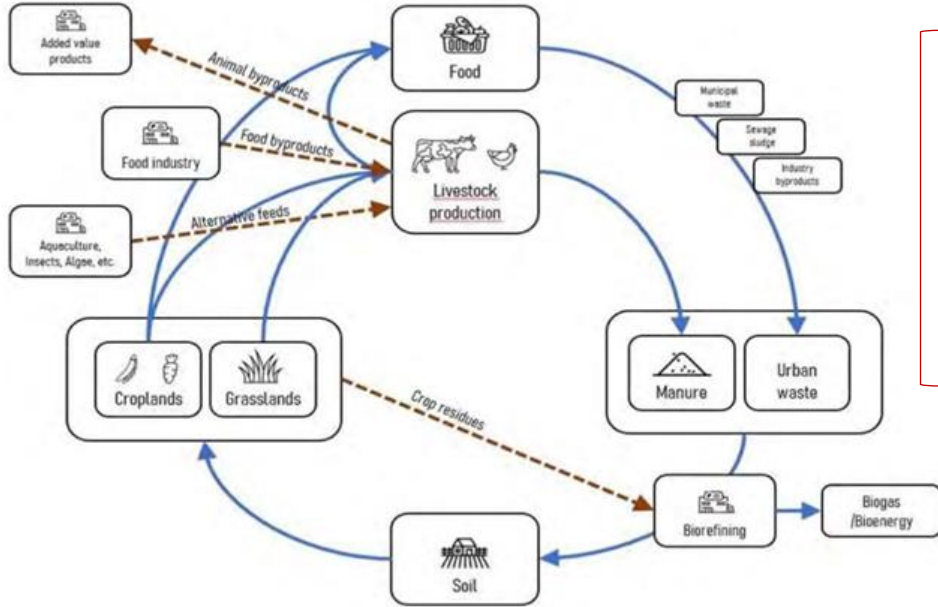 Added value
products
Animal byproducts
Food
Municipal
waste
Sewage
sludge
Industry
byproducts
Food industry
Food byproducts
Livestock
production
Alternative feeds
Aquaculture,
Insects, Algae, etc.
Croplands
Grasslands
Manure
Urban
waste
Crop residues
Biorefining
Biogas
/Bioenergy
Soil